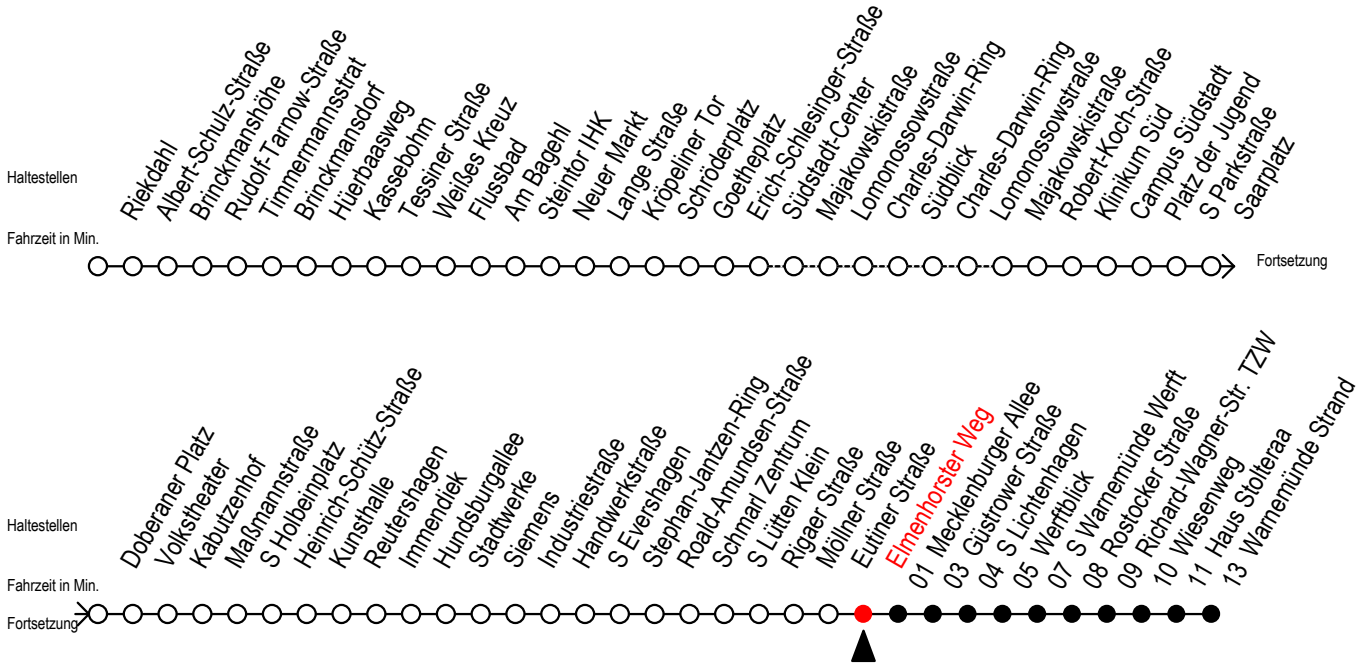 Haltestellen
Riekdahl
Albert-Schulz-Straße
Brinckmanshöhe
Rudolf-Tarnow-Straße
Timmermannsstrat
Brinckmansdorf
Hüerbaasweg
Kassebohm
Tessiner Straße
Weißes Kreuz
Flussbad
Am Bagehl
Steintor IHK
Neuer Markt
Lange Straße
Kröpeliner Tor
Schröderplatz
Goetheplatz
Erich-Schlesinger-Straße
Südstadt-Center
Majakowskistraße
Lomonossowstraße
Charles-Darwin-Ring
Südblick
Charles-Darwin-Ring
Lomonossowstraße
Majakowskistraße
Robert-Koch-Straße
Klinikum Süd
Campus Südstadt
Platz der Jugend
S Parkstraße
Saarplatz
Fahrzeit in Min.
Fortsetzung
Haltestellen
Doberaner Platz
Volkstheater
Kabutzenhof
Maßmannstraße
S Holbeinplatz
Heinrich-Schütz-Straße
Kunsthalle
Reutershagen
Immendiek
Hundsburgallee
Stadtwerke
Siemens
Industriestraße
Handwerkstraße
S Evershagen
Stephan-Jantzen-Ring
Roald-Amundsen-Straße
Schmarl Zentrum
S Lütten Klein
Rigaer Straße
Möllner Straße
Eutiner Straße
Elmenhorster Weg
01 Mecklenburger Allee
03 Güstrower Straße
04 S Lichtenhagen
05 Werftblick
07 S Warnemünde Werft
08 Rostocker Straße
09 Richard-Wagner-Str. TZW
10 Wiesenweg
11 Haus Stolteraa
13 Warnemünde Strand
Fahrzeit in Min.
Fortsetzung